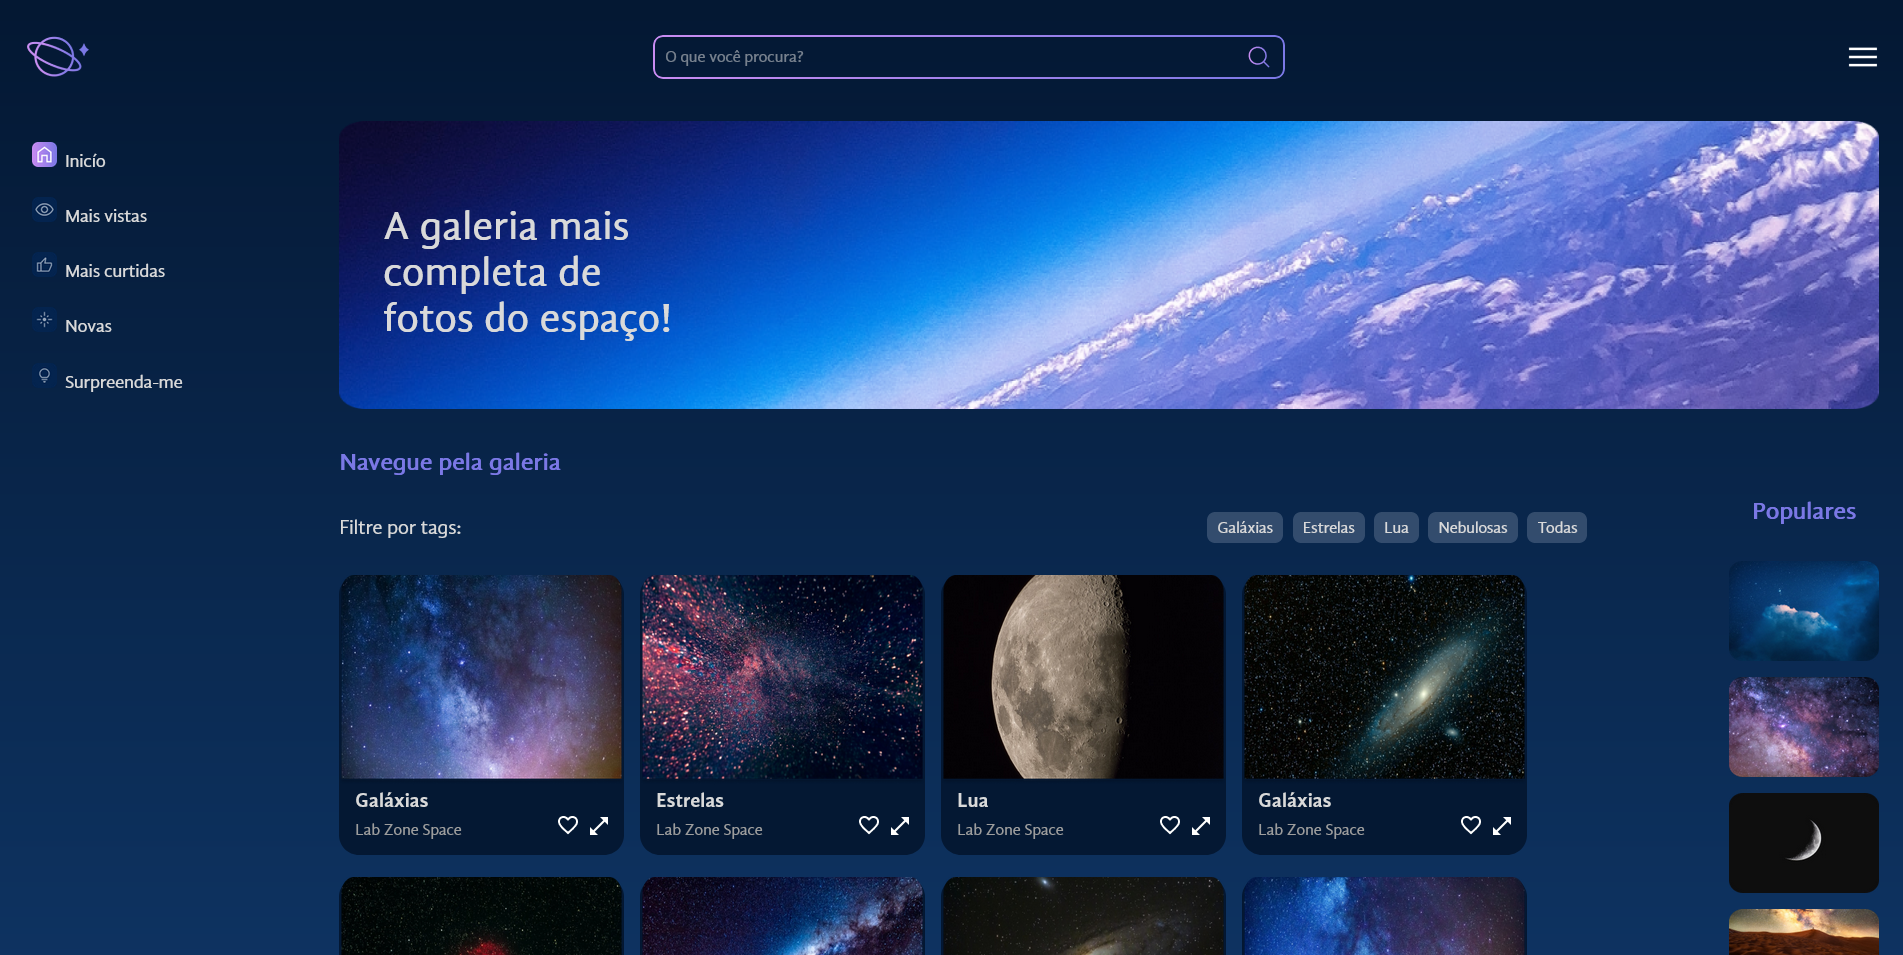 O que você procura?
Inicío
Mais vistas
Mais curtidas
Novas
Surpreenda-me
A galeria mais
completa de
fotos do espaço!
Navegue pela galeria
Filtre por tags:
Galáxias
Estrelas
Lua
Nebulosas
Todas
Populares
Galáxias
Lab Zone Space
Estrelas
Lab Zone Space
Lua
Lab Zone Space
Galáxias
Lab Zone Space